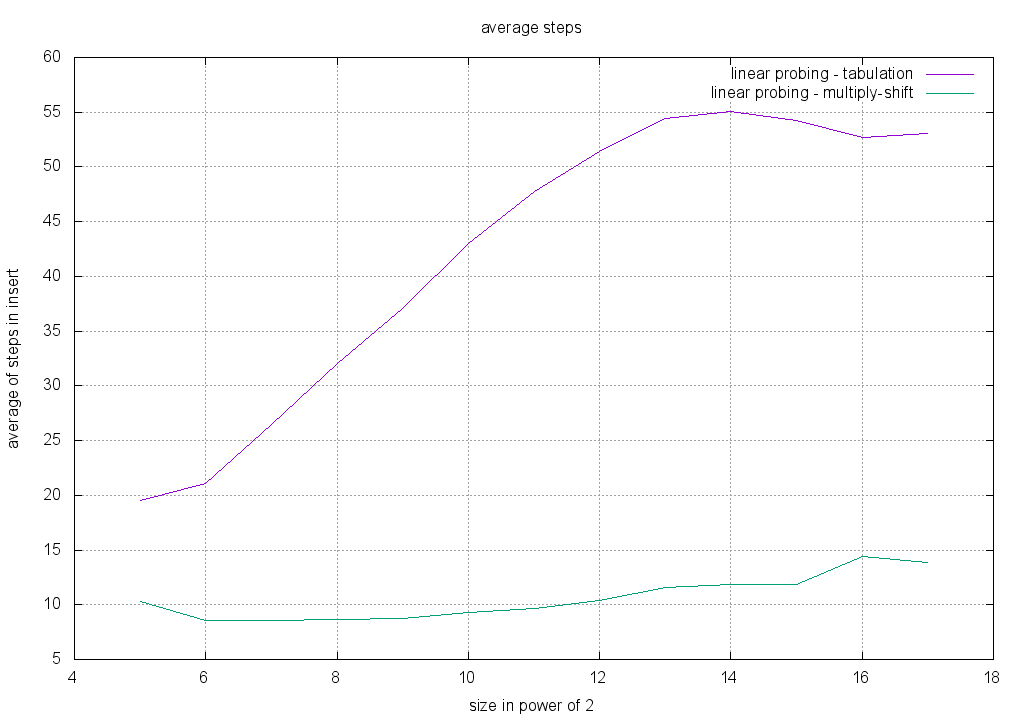 average steps
linear probing - tabulation
linear probing - multiply-shift
60
55
50
45
40
35
30
25
20
15
10
5
average of steps in insert
4 6 8 10 12 14 16 18
size in power of 2